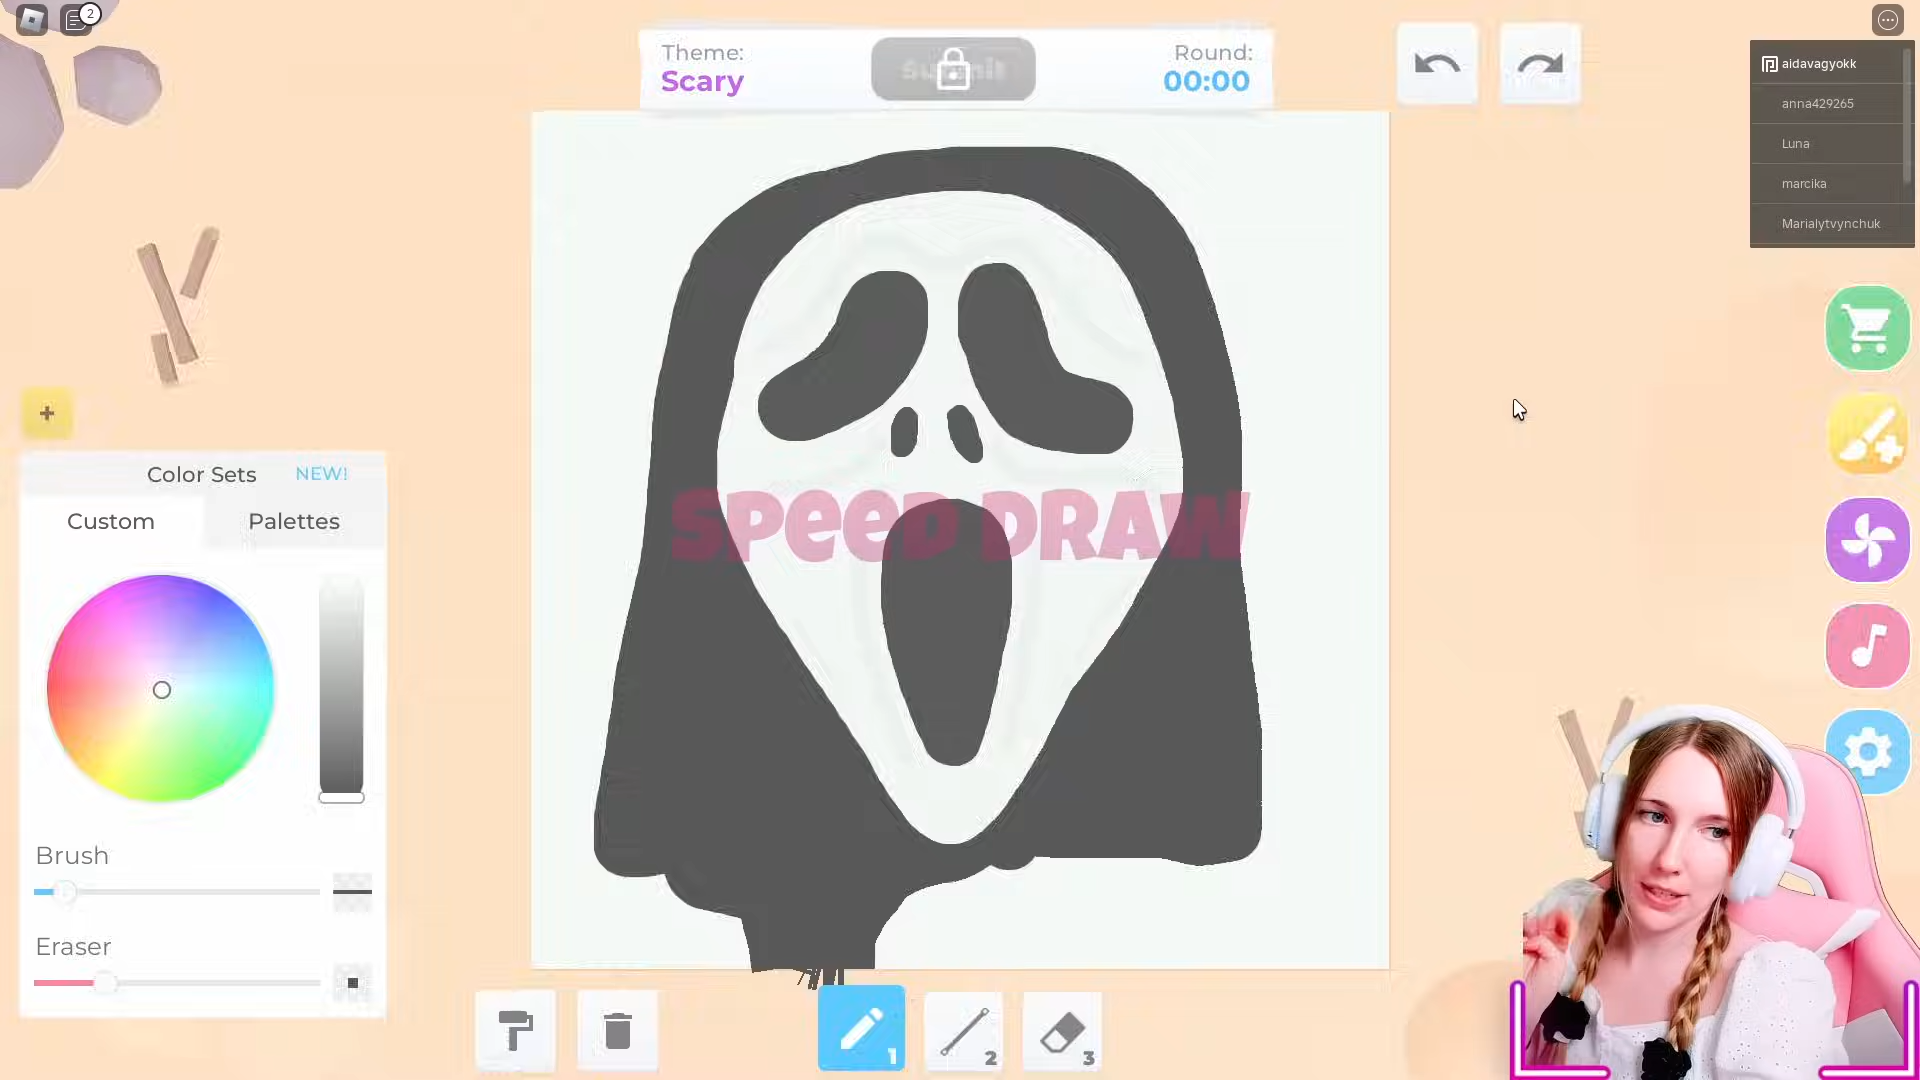 2
Theme:
Scary
Submit
Round:
00:00
aidavagyokk
anna429265
Luna
marcika
Marialytvynchuk
+
Color Sets NEW!
Custom Palettes
SPeeD DRAW
Brush
Eraser
1
2
3